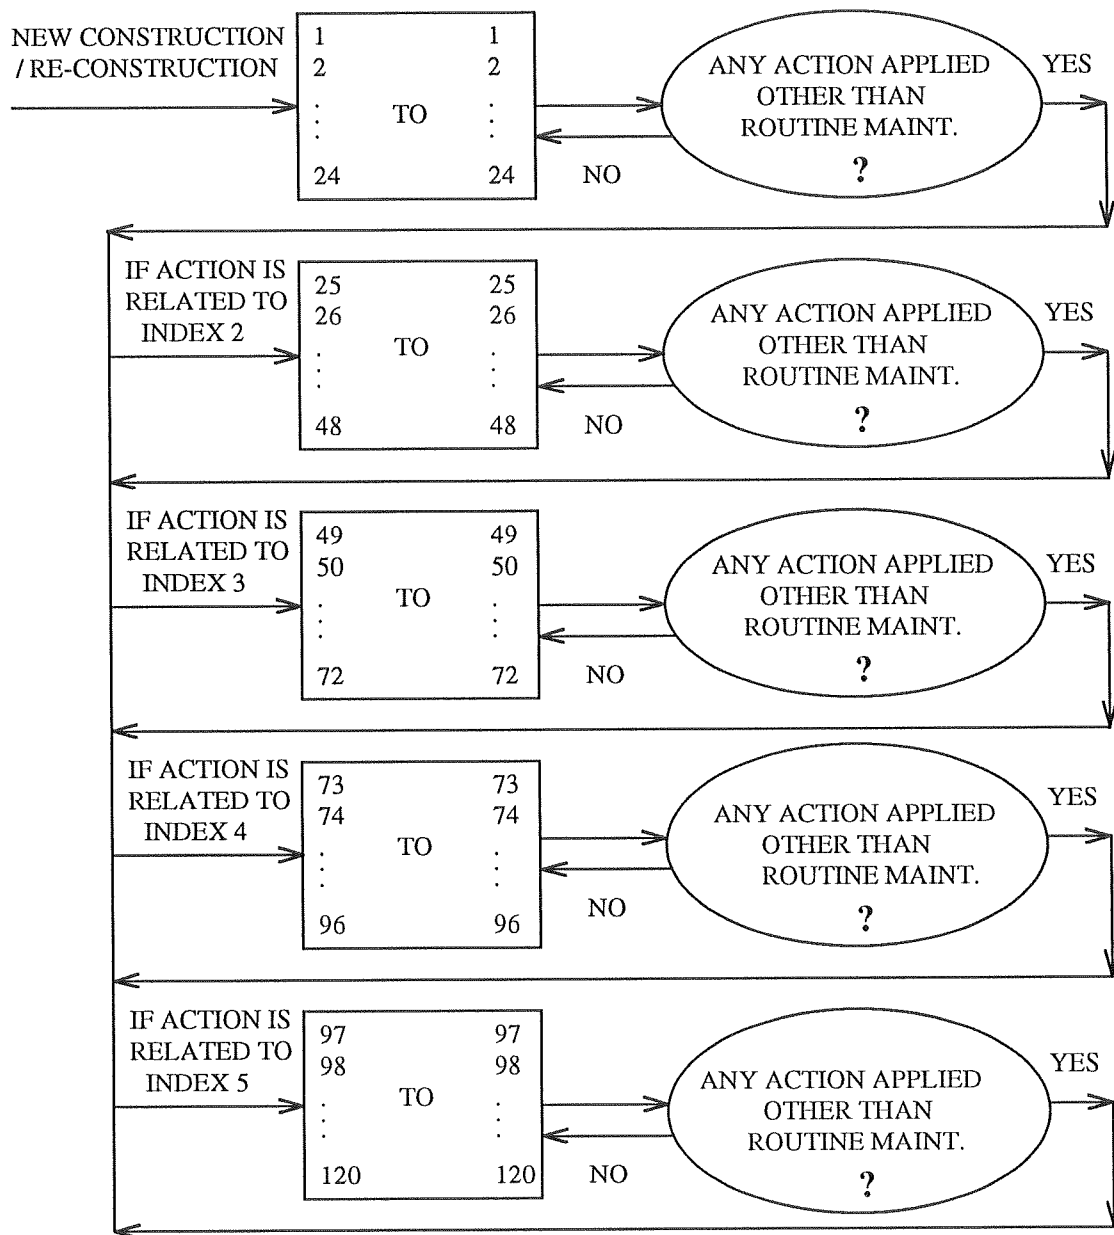 NEW CONSTRUCTION
/ RE-CONSTRUCTION
1 1
2 2
. .
. TO .
. .
24 24
NO
ANY ACTION APPLIED
OTHER THAN
ROUTINE MAINT.
?
YES
IF ACTION IS
RELATED TO
INDEX 2
25 25
26 26
. TO .
. .
. .
48 48
NO
ANY ACTION APPLIED
OTHER THAN
ROUTINE MAINT.
?
YES
IF ACTION IS
RELATED TO
INDEX 3
49 49
50 50
. TO .
. .
. .
72 72
NO
ANY ACTION APPLIED
OTHER THAN
ROUTINE MAINT.
?
YES
IF ACTION IS
RELATED TO
INDEX 4
73 73
74 74
. TO .
. .
. .
96 96
NO
ANY ACTION APPLIED
OTHER THAN
ROUTINE MAINT.
?
YES
IF ACTION IS
RELATED TO
INDEX 5
97 97
98 98
. TO .
. .
. .
120 120
NO
ANY ACTION APPLIED
OTHER THAN
ROUTINE MAINT.
?
YES